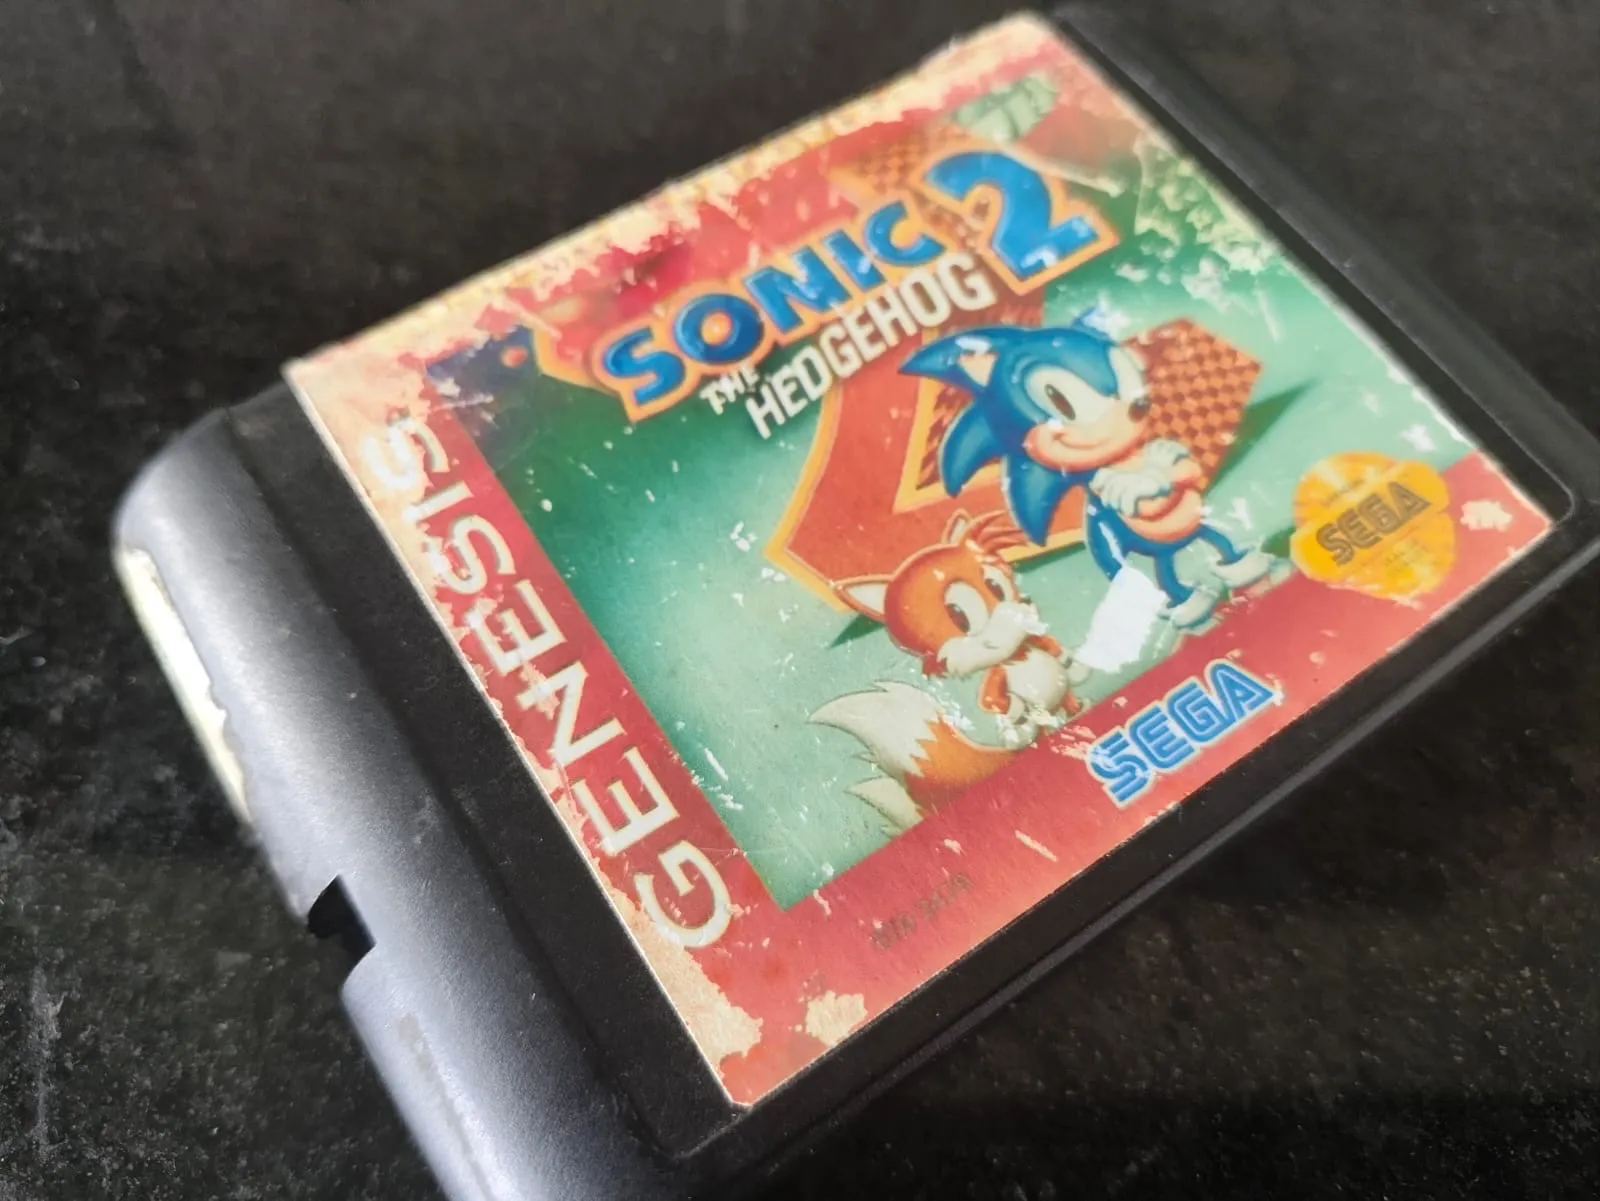 GENESIS
SONIC 2
THE
HEDGEHOG
SEGA
SEGA